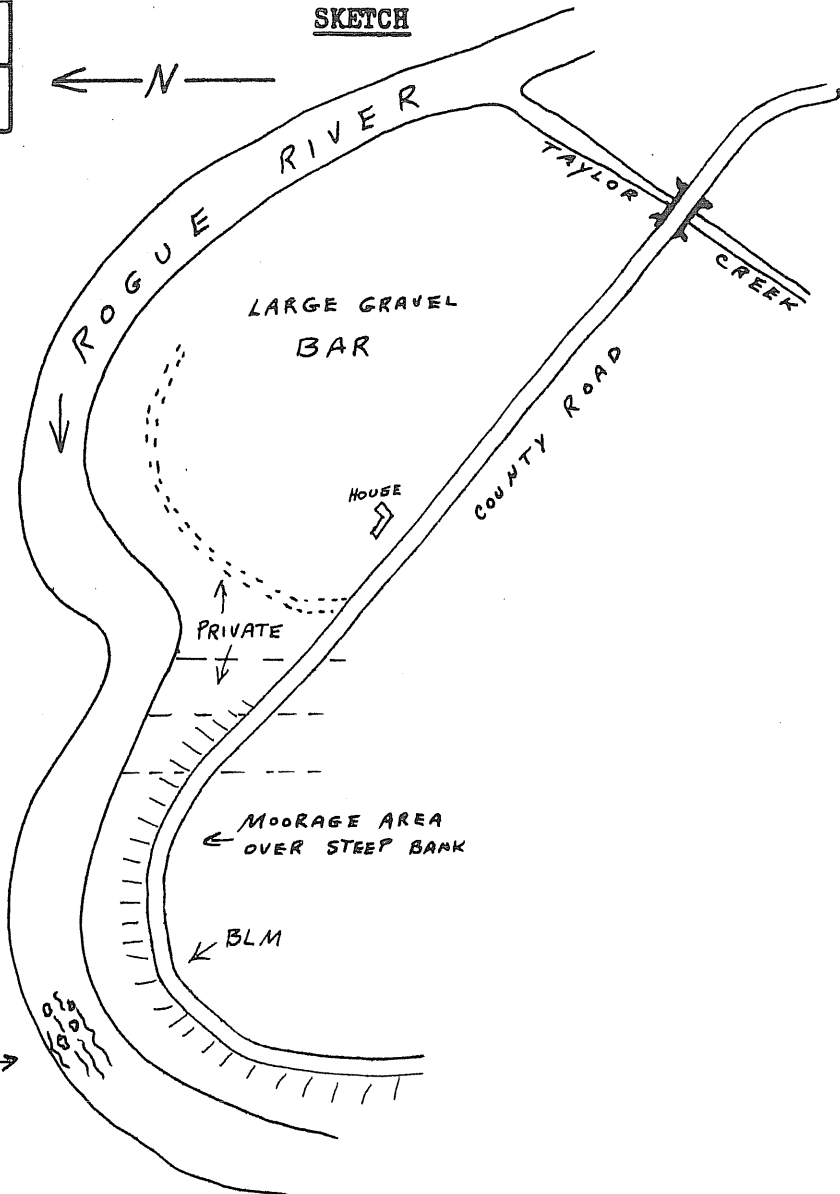 SKETCH
N
ROGUE RIVER
TAYLOR CREEK
LARGE GRAVEL
BAR
COUNTY ROAD
HOUSE
PRIVATE
MOORAGE AREA
OVER STEEP BANK
BLM